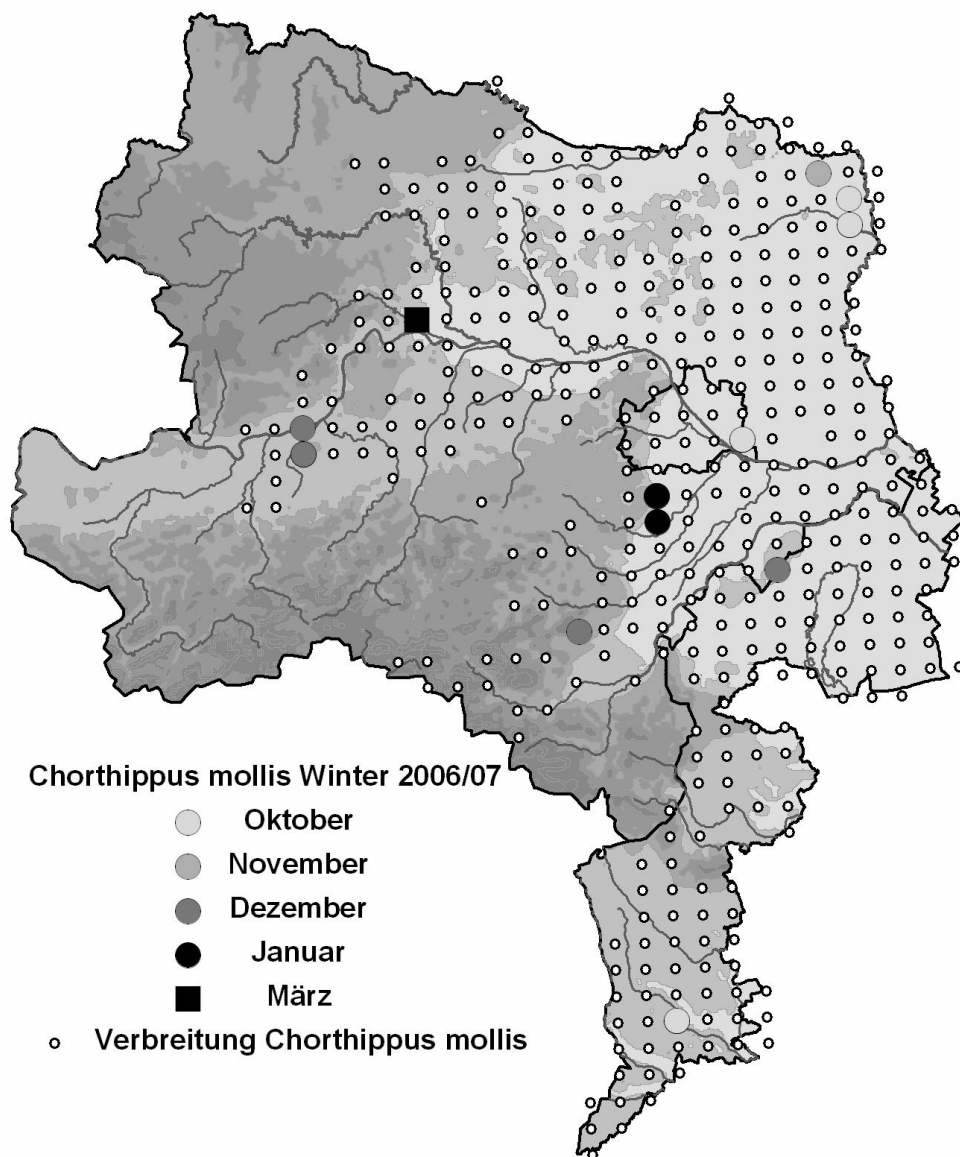 Chorthippus mollis Winter 2006/07
Oktober
November
Dezember
Januar
März
Verbreitung Chorthippus mollis